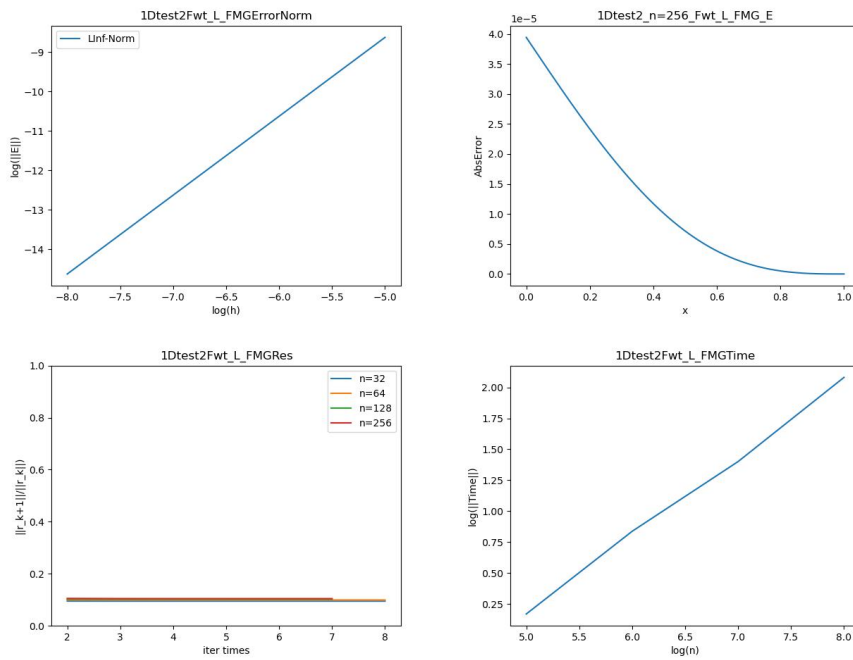 1Dtest2Fwt_L_FMGErrorNorm
LInf-Norm
−9
−10
−11
−12
−13
−14
log(||E||)
−8.0 −7.5 −7.0 −6.5 −6.0 −5.5 −5.0
log(h)
1Dtest2_n=256_Fwt_L_FMG_E
1e−5
4.0
3.5
3.0
2.5
2.0
1.5
1.0
0.5
0.0
AbsError
0.0 0.2 0.4 0.6 0.8 1.0
x
1Dtest2Fwt_L_FMGRes
n=32
n=64
n=128
n=256
1.0
0.8
0.6
0.4
0.2
0.0
||r_k+1||/||r_k||)
2 3 4 5 6 7 8
iter times
1Dtest2Fwt_L_FMGTime
2.00
1.75
1.50
1.25
1.00
0.75
0.50
0.25
log(||Time||)
5.0 5.5 6.0 6.5 7.0 7.5 8.0
log(n)